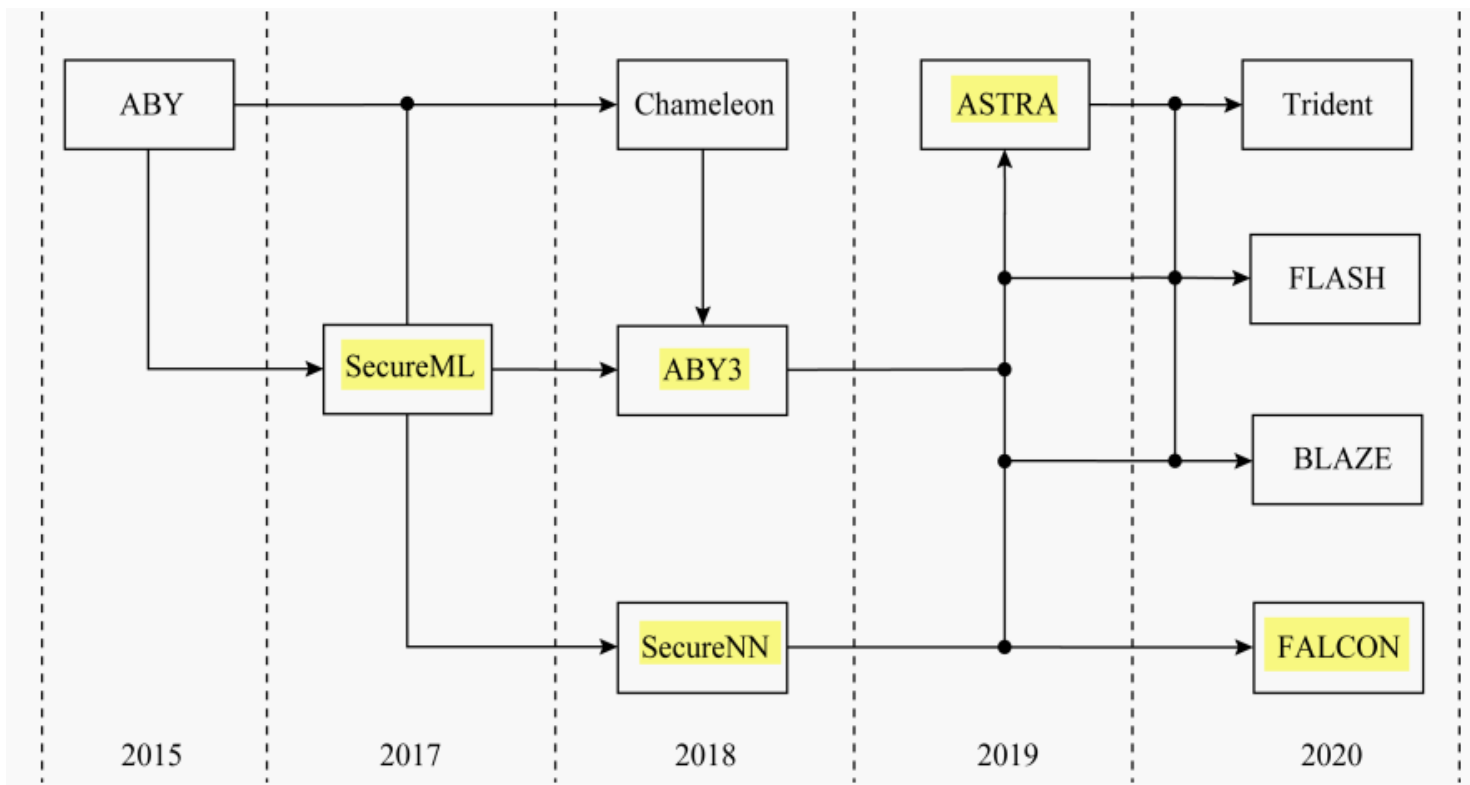 ABY
Chameleon
ASTRA
Trident
FLASH
SecureML
ABY3
BLAZE
SecureNN
FALCON
2015
2017
2018
2019
2020